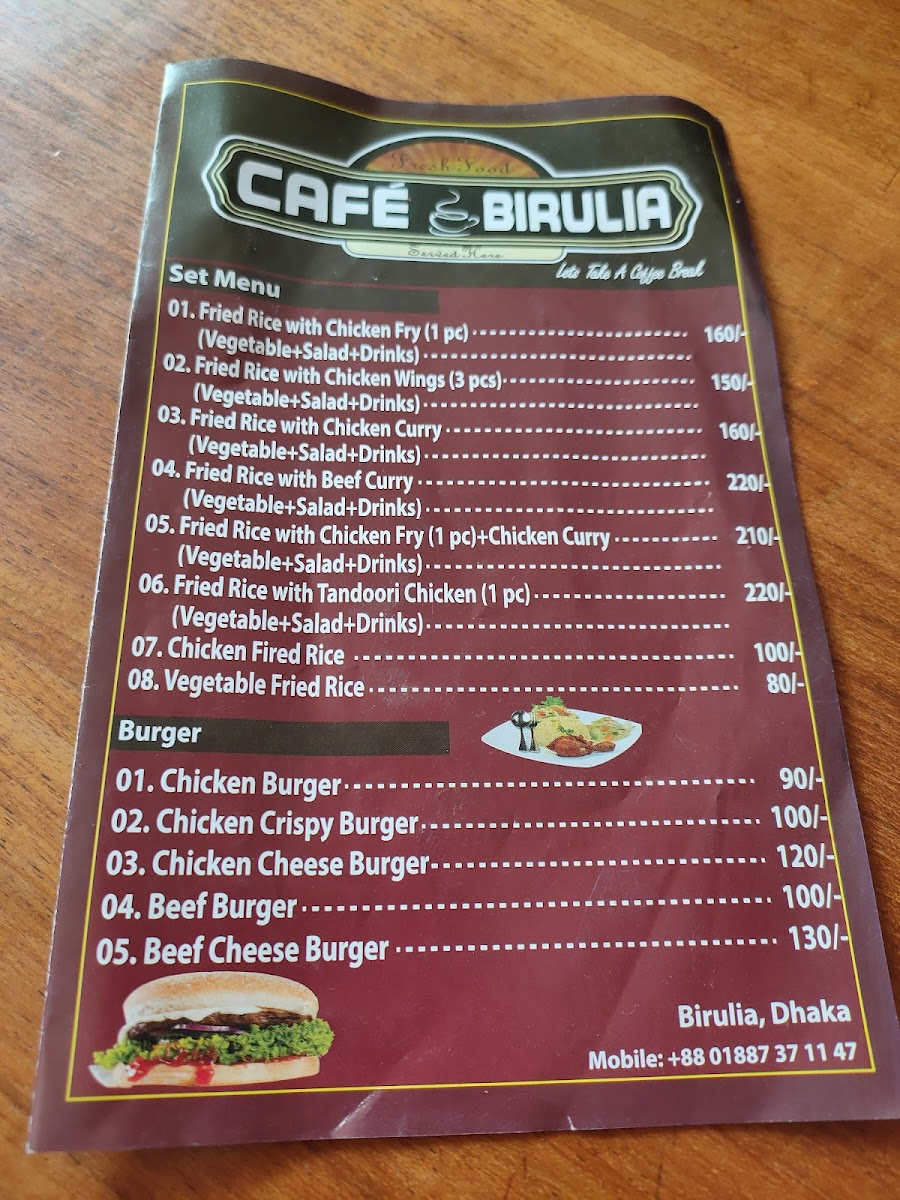 Fresh Food
CAFÉ BIRULIA
Served Here
Lets Take A Coffee Break
Set Menu
01. Fried Rice with Chicken Fry (1 pc) 160/-
(Vegetable+Salad+Drinks)
02. Fried Rice with Chicken Wings (3 pcs) 150/-
(Vegetable+Salad+Drinks)
03. Fried Rice with Chicken Curry 160/-
(Vegetable+Salad+Drinks)
04. Fried Rice with Beef Curry 220/-
(Vegetable+Salad+Drinks)
05. Fried Rice with Chicken Fry (1 pc)+Chicken Curry 210/-
(Vegetable+Salad+Drinks)
06. Fried Rice with Tandoori Chicken (1 pc) 220/-
(Vegetable+Salad+Drinks)
07. Chicken Fired Rice 100/-
08. Vegetable Fried Rice 80/-
Burger
01. Chicken Burger 90/-
02. Chicken Crispy Burger 100/-
03. Chicken Cheese Burger 120/-
04. Beef Burger 100/-
05. Beef Cheese Burger 130/-
Birulia, Dhaka
Mobile: +88 01887 37 11 47